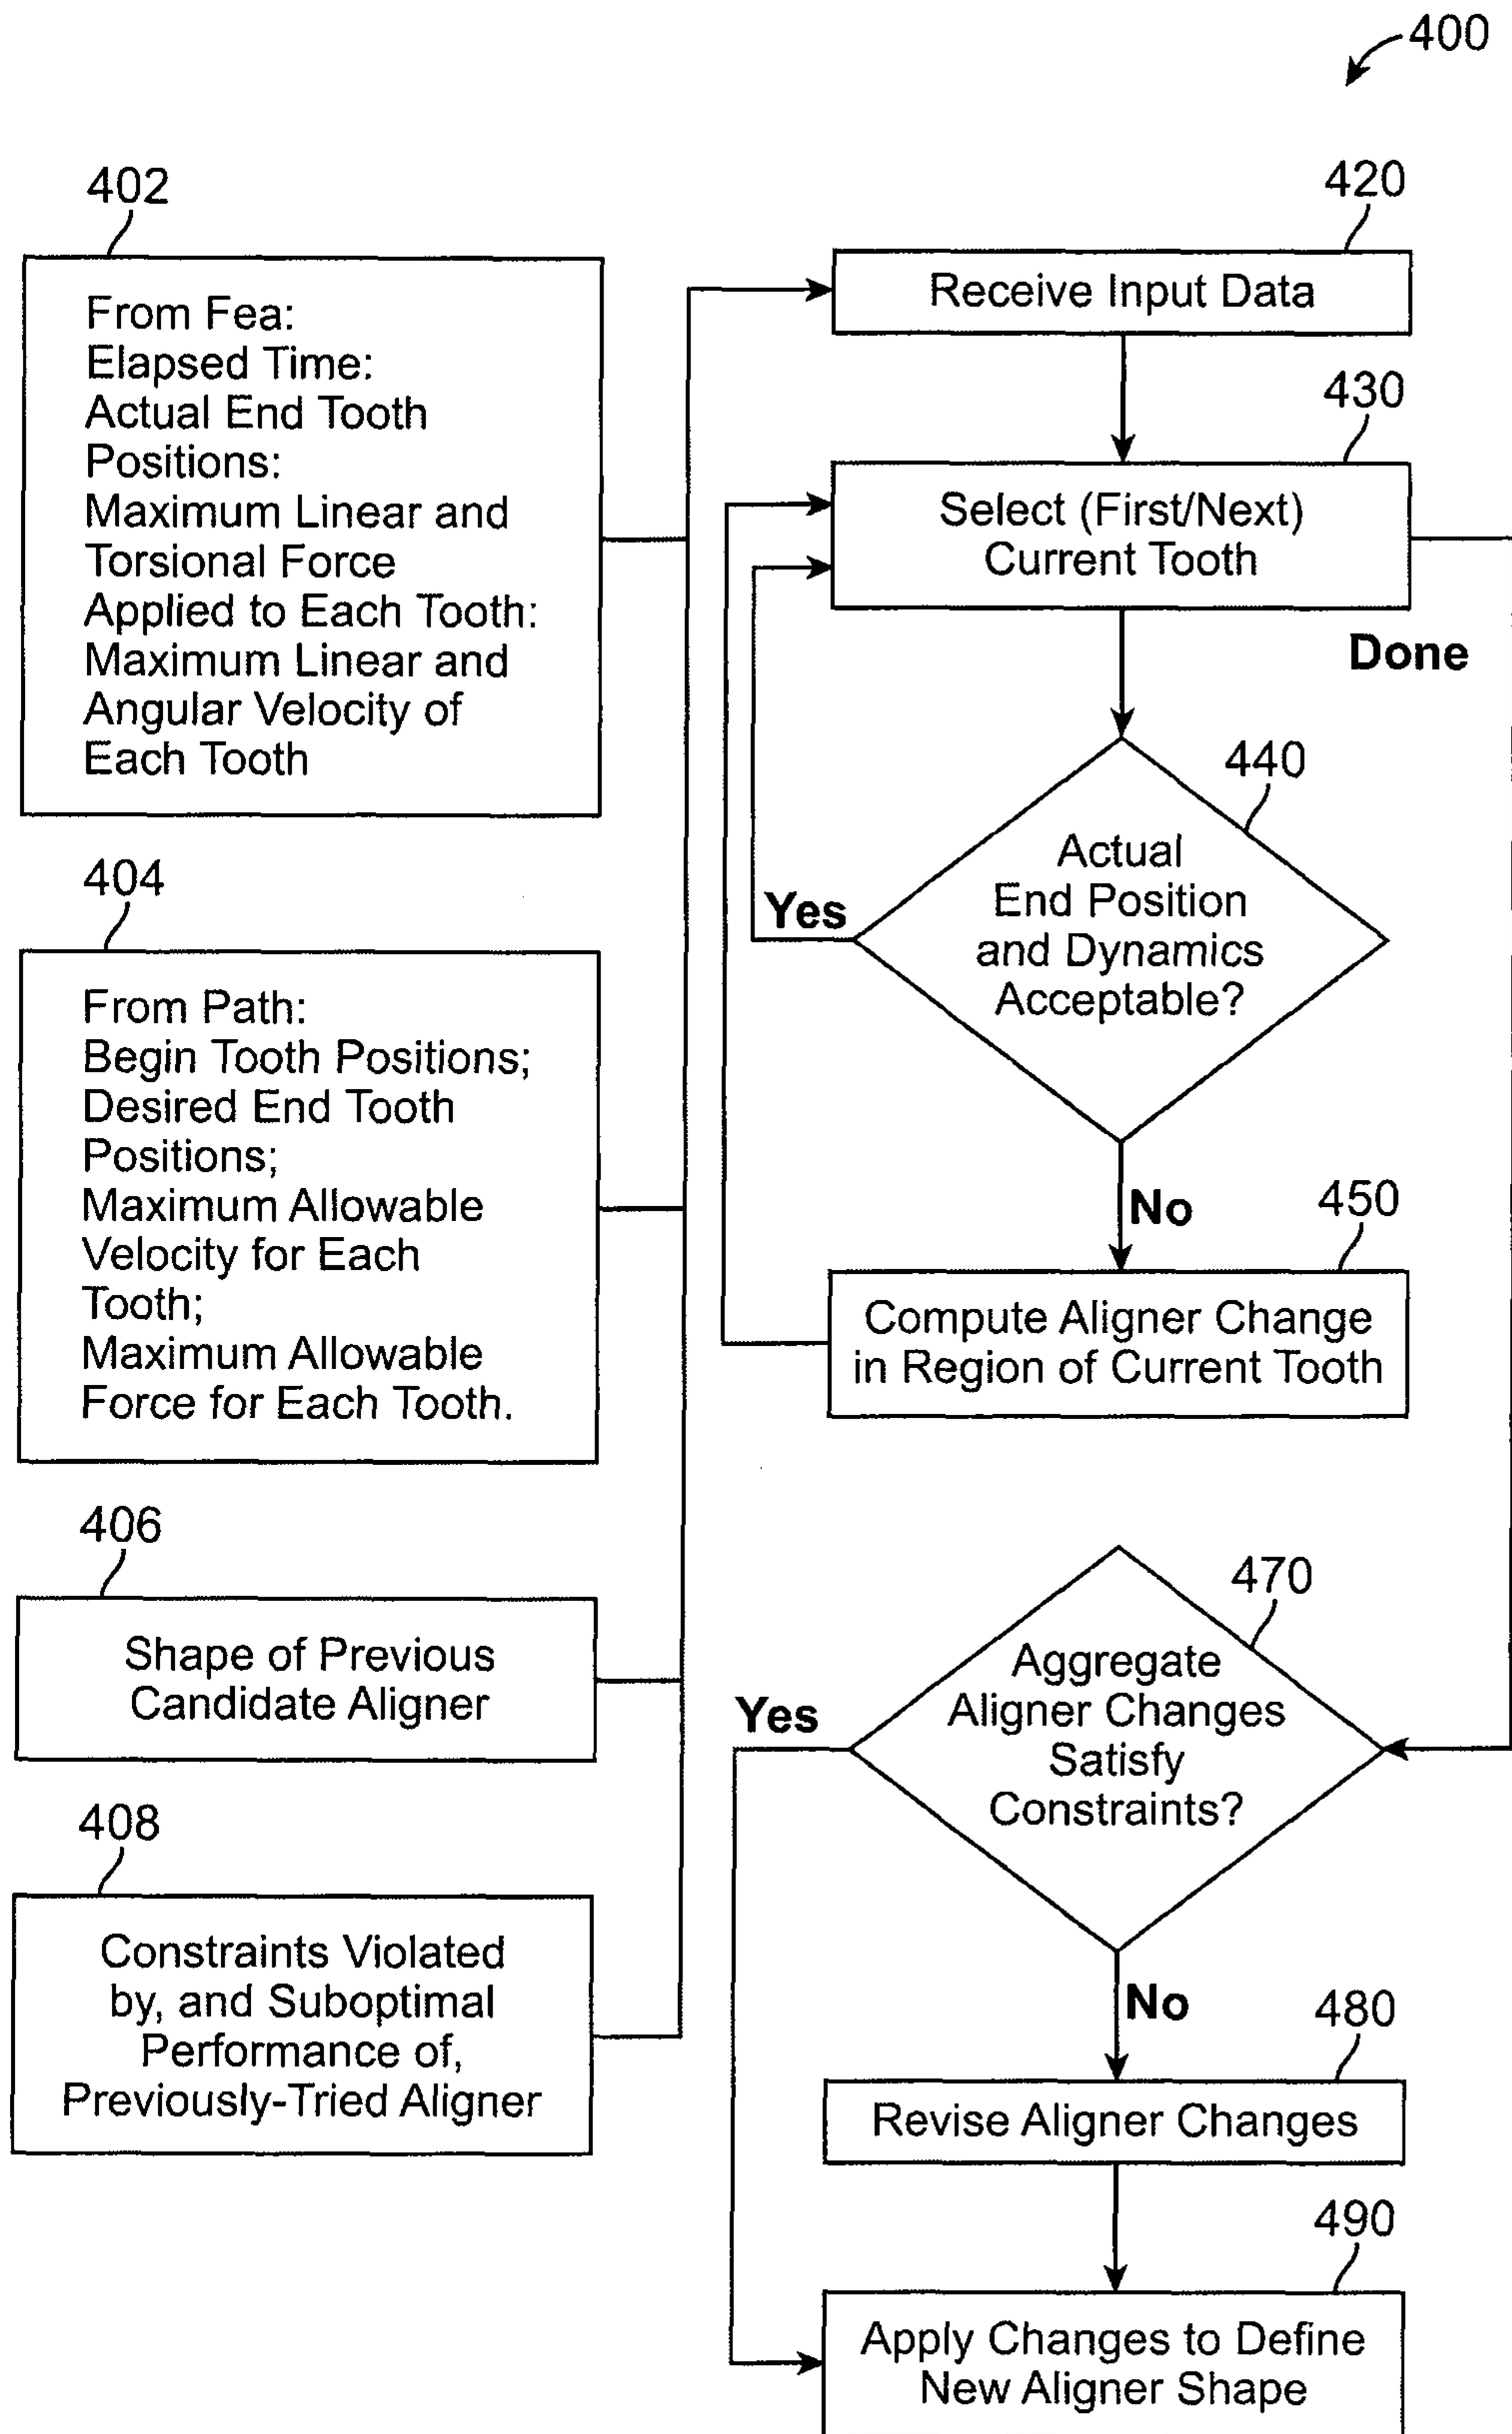 400
402
From Fea:
Elapsed Time:
Actual End Tooth
Positions:
Maximum Linear and
Torsional Force
Applied to Each Tooth:
Maximum Linear and
Angular Velocity of
Each Tooth
404
From Path:
Begin Tooth Positions;
Desired End Tooth
Positions;
Maximum Allowable
Velocity for Each
Tooth;
Maximum Allowable
Force for Each Tooth.
406
Shape of Previous
Candidate Aligner
408
Constraints Violated
by, and Suboptimal
Performance of,
Previously-Tried Aligner
420
Receive Input Data
430
Select (First/Next)
Current Tooth
Done
440
Actual
End Position
and Dynamics
Acceptable?
Yes
No
450
Compute Aligner Change
in Region of Current Tooth
470
Aggregate
Aligner Changes
Satisfy
Constraints?
Yes
No
480
Revise Aligner Changes
490
Apply Changes to Define
New Aligner Shape